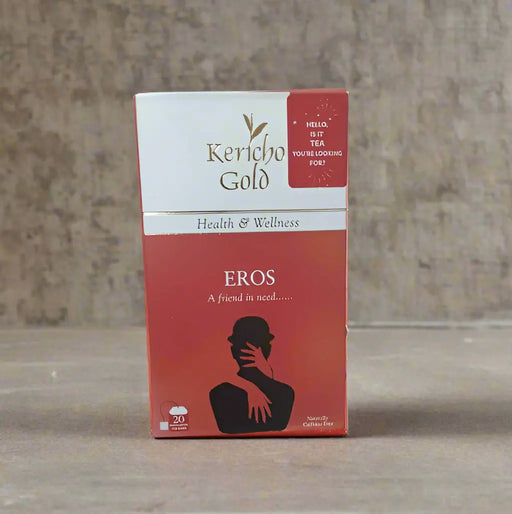 HELLO,
IS IT
TEA
YOU'RE LOOKING
FOR?
Kericho
Gold
Health & Wellness
EROS
A friend in need......
20
Naturally
Caffeine Free